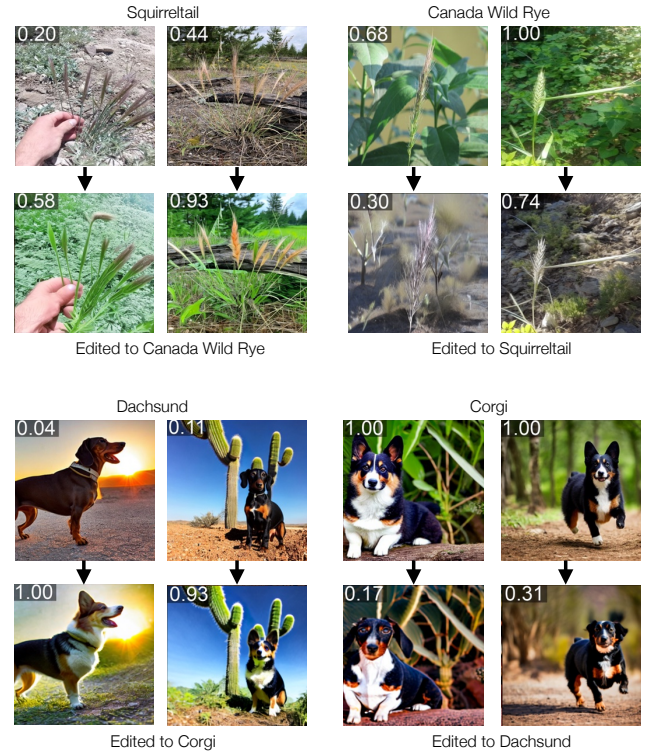 Squirreltail
Canada Wild Rye
0.20
0.44
0.68
1.00
0.58
0.93
0.30
0.74
Edited to Canada Wild Rye
Edited to Squirreltail
Dachsund
Corgi
0.04
0.11
1.00
1.00
1.00
0.93
0.17
0.31
Edited to Corgi
Edited to Dachsund